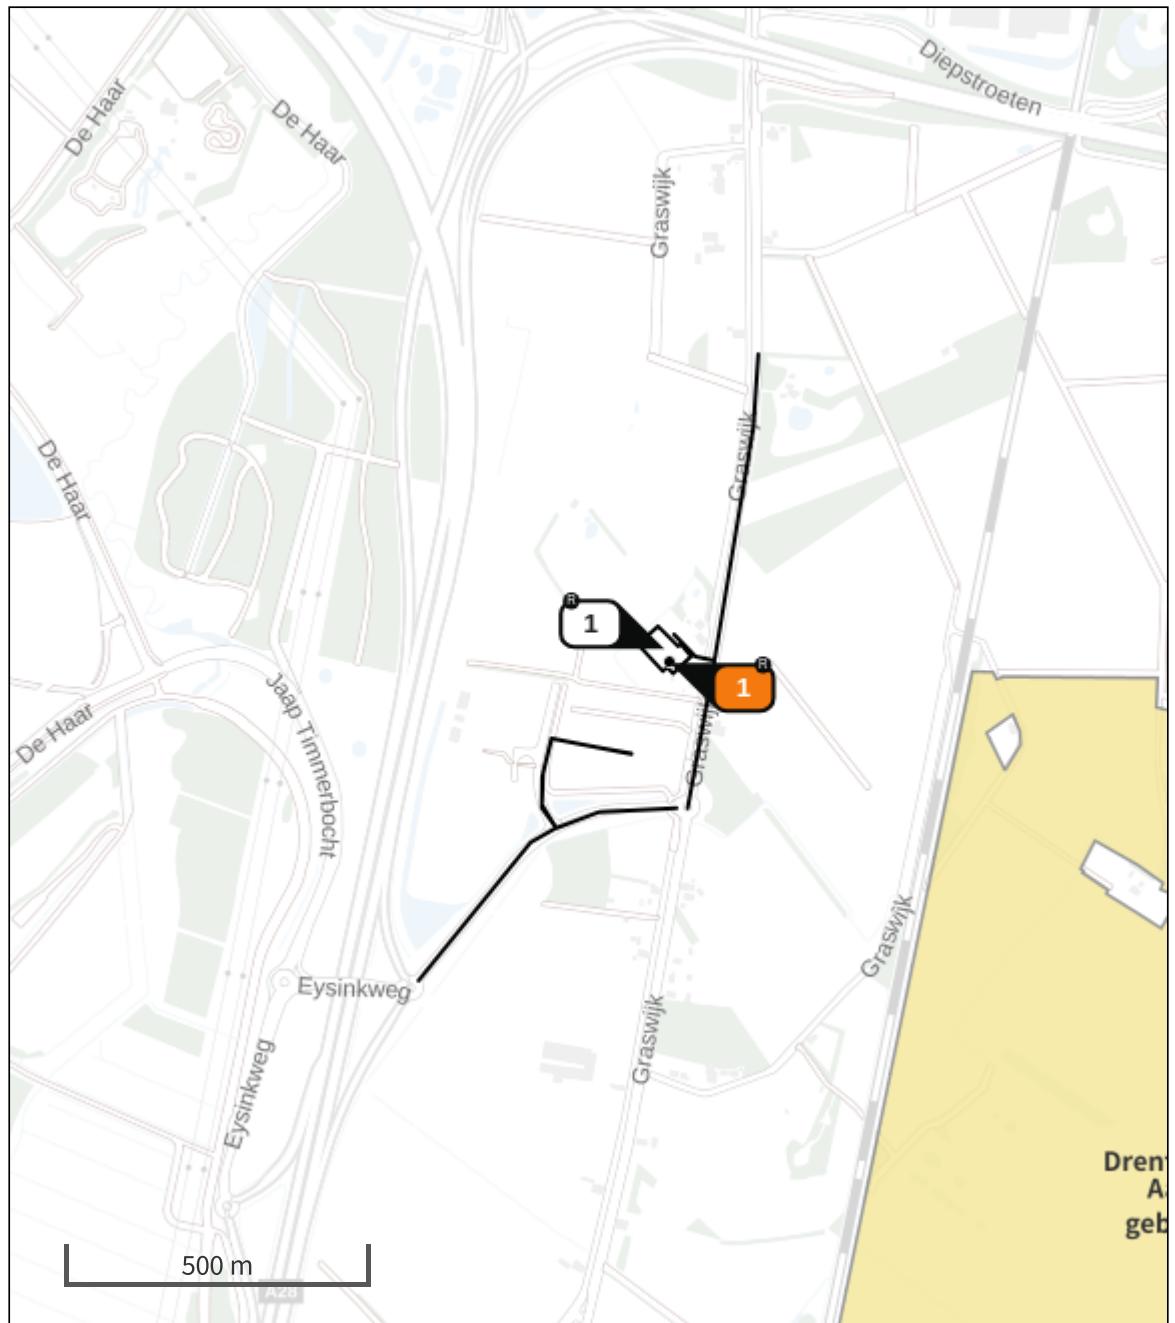 Diepstroeten
De Haar
De Haar
Graswijk
Graswijk
De Haar
R
1
R
1
Graswijk
De Haar
Jaap Timmerbocht
Graswijk
Eysinkweg
Graswijk
Eysinkweg
Dren
A
geb
500 m
A28